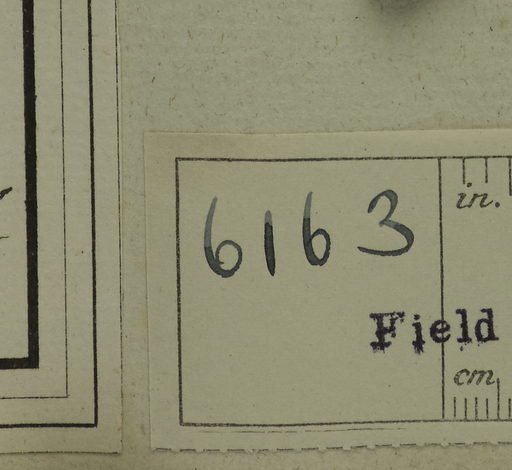 6163
in.
Field
cm.